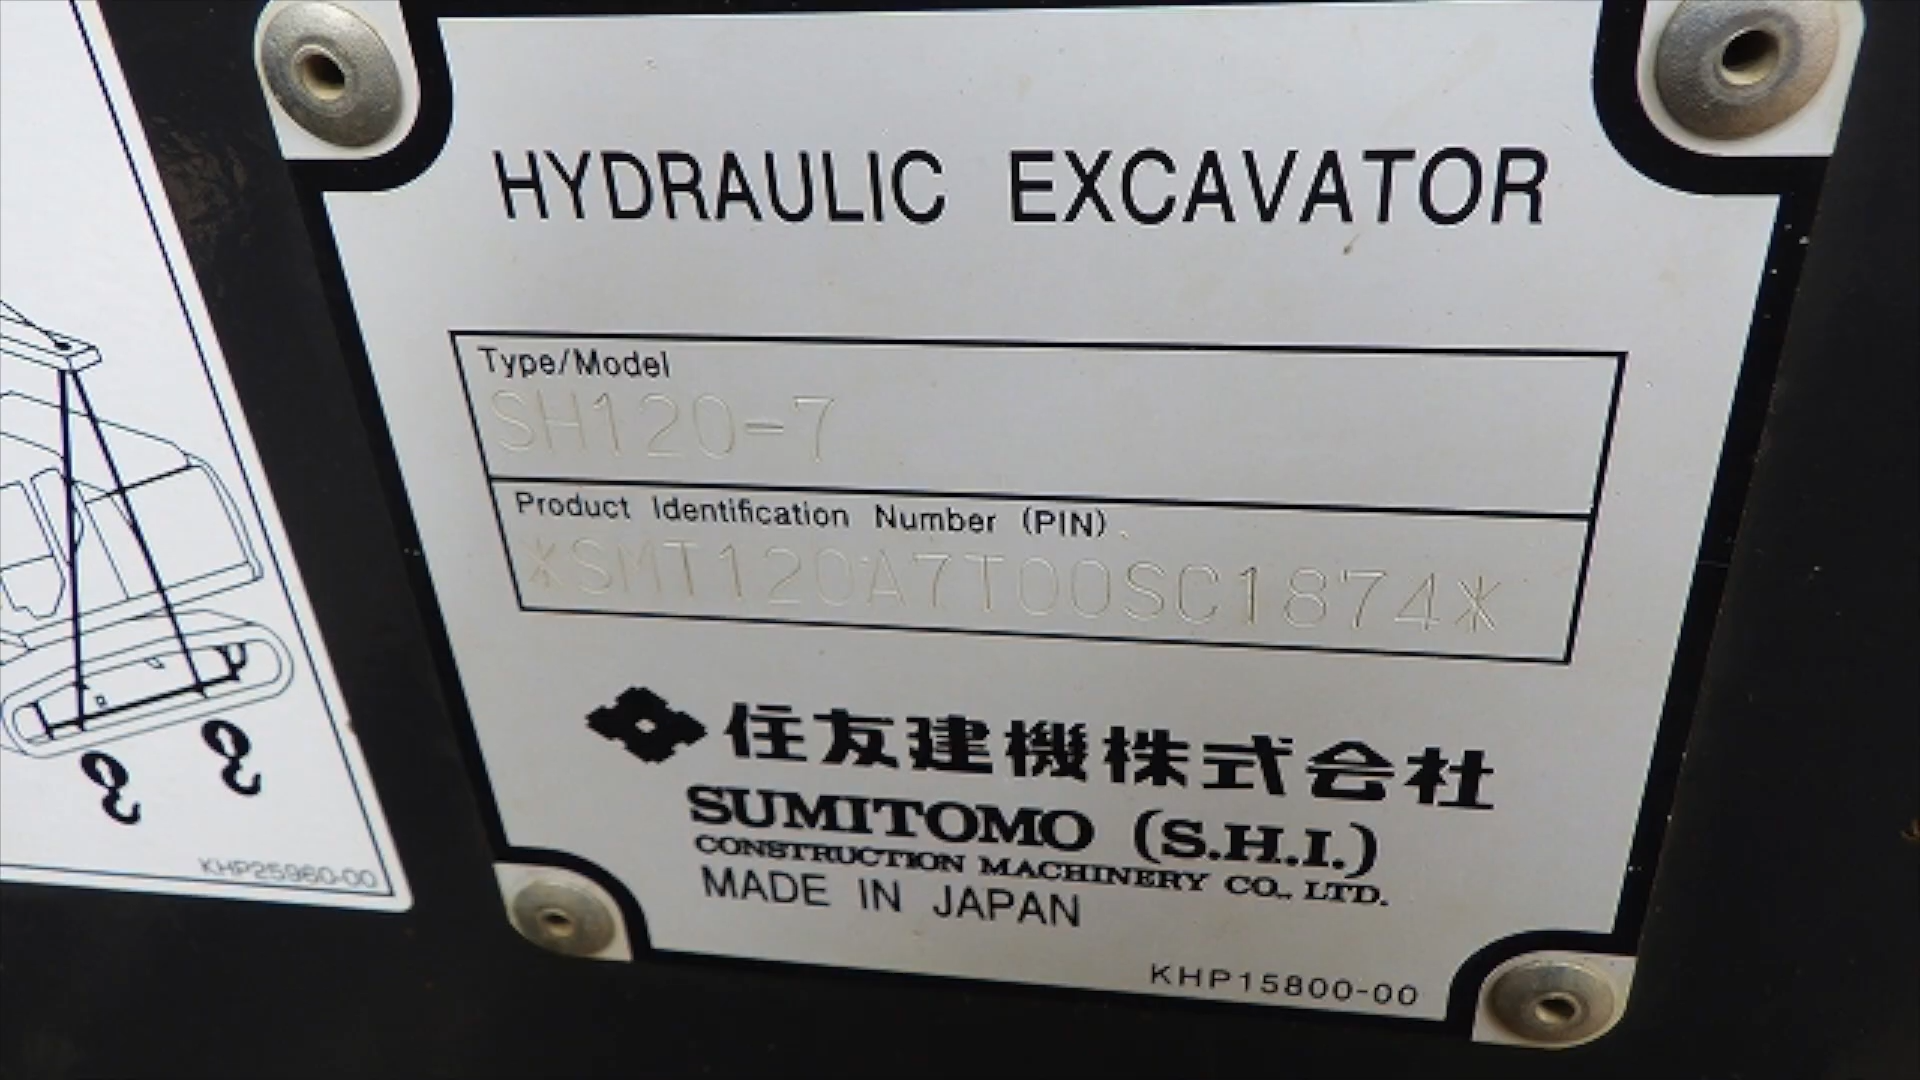 HYDRAULIC EXCAVATOR
Type/Model
SH120-7
Product Identification Number (PIN)
*SMT120A7T00SC1874*
住友建機株式会社
SUMITOMO (S.H.I.)
CONSTRUCTION MACHINERY CO., LTD.
MADE IN JAPAN
KHP15800-00
KHP25960-00